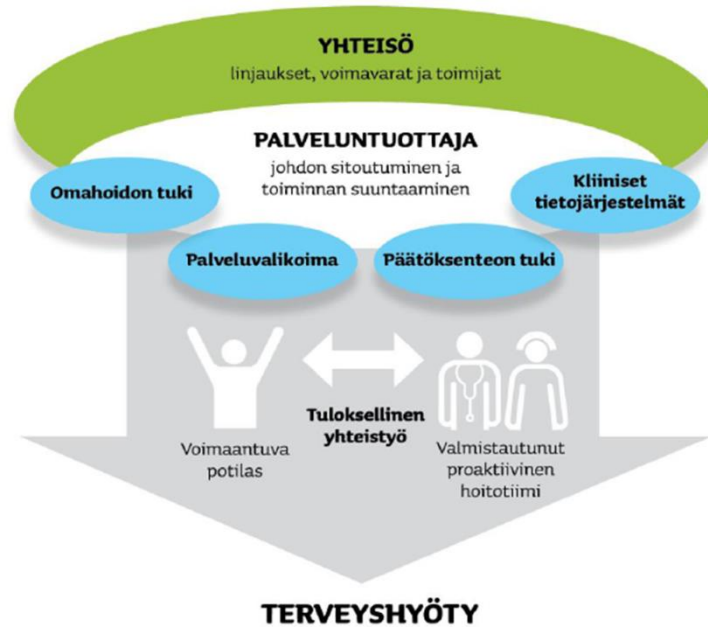 YHTEISÖ
linjaukset, voimavarat ja toimijat
PALVELUNTUOTTAJA
johdon sitoutuminen ja
toiminnan suuntaaminen
Omahoidon tuki
Kliiniset
tietojärjestelmät
Palveluvalikoima
Päätöksenteon tuki
Tuloksellinen
yhteistyö
Voimaantuva
potilas
Valmistautunut
proaktiivinen
hoitotiimi
TERVEYSHYÖTY